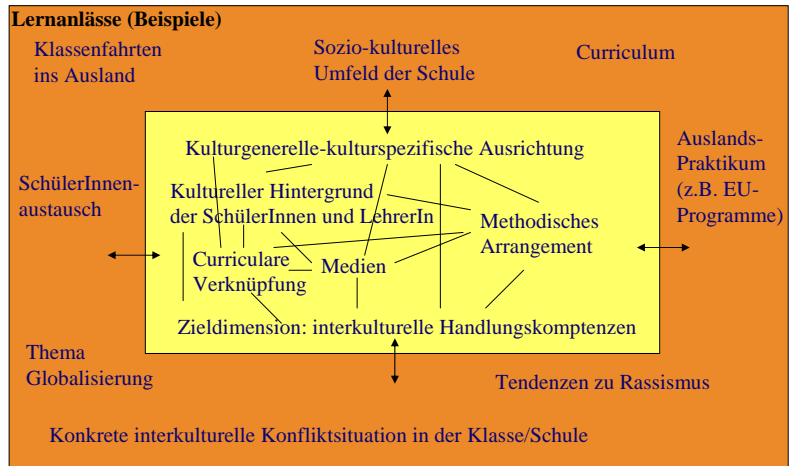 Lernanlässe (Beispiele)
Klassenfahrten
ins Ausland
Sozio-kulturelles
Umfeld der Schule
Curriculum
Kulturgenerelle-kulturspezifische Ausrichtung
Auslands-
Praktikum
(z.B. EU-
Programme)
SchülerInnen-
austausch
Kultureller Hintergrund
der SchülerInnen und LehrerIn
Methodisches
Arrangement
Curriculare
Verknüpfung
Medien
Zieldimension: interkulturelle Handlungskomptenzen
Thema
Globalisierung
Tendenzen zu Rassismus
Konkrete interkulturelle Konfliktsituation in der Klasse/Schule